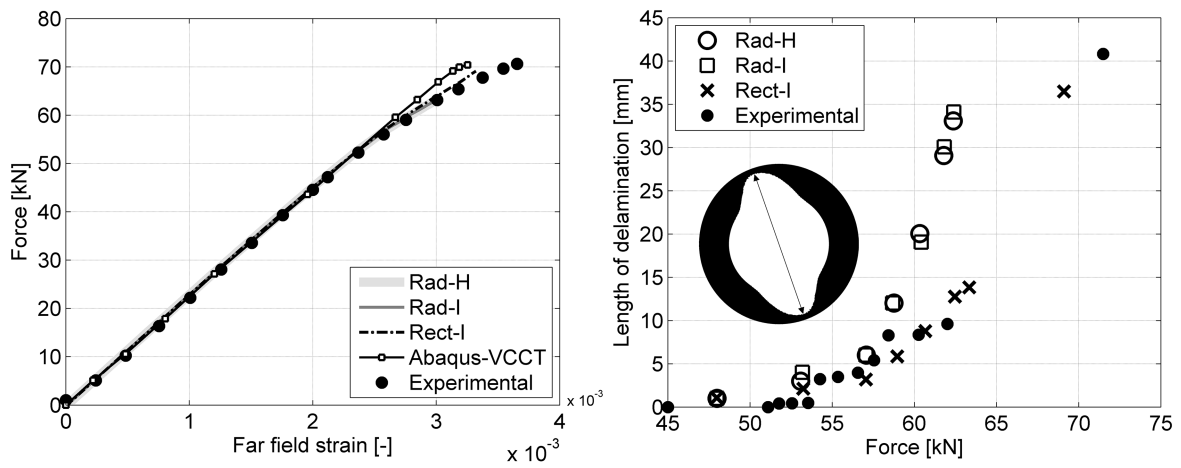 80
70
60
50
40
30
20
10
0
Force [kN]
Rad-H
Rad-I
Rect-I
Abaqus-VCCT
Experimental
x 10⁻³
0
1
2
3
4
Far field strain [-]
x 10⁻³
45
40
35
30
25
20
15
10
5
0
Length of delamination [mm]
Rad-H
Rad-I
Rect-I
Experimental
45
50
55
60
65
70
75
Force [kN]